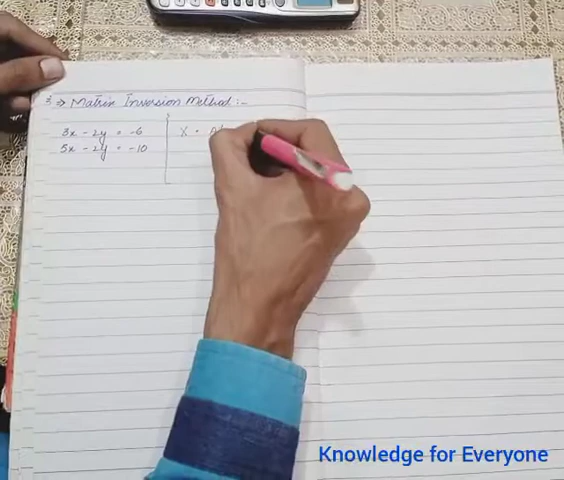 3 => Matrix Inversion Method :-
3x - 2y = -6
5x - 2y = -10
X =
Knowledge for Everyone